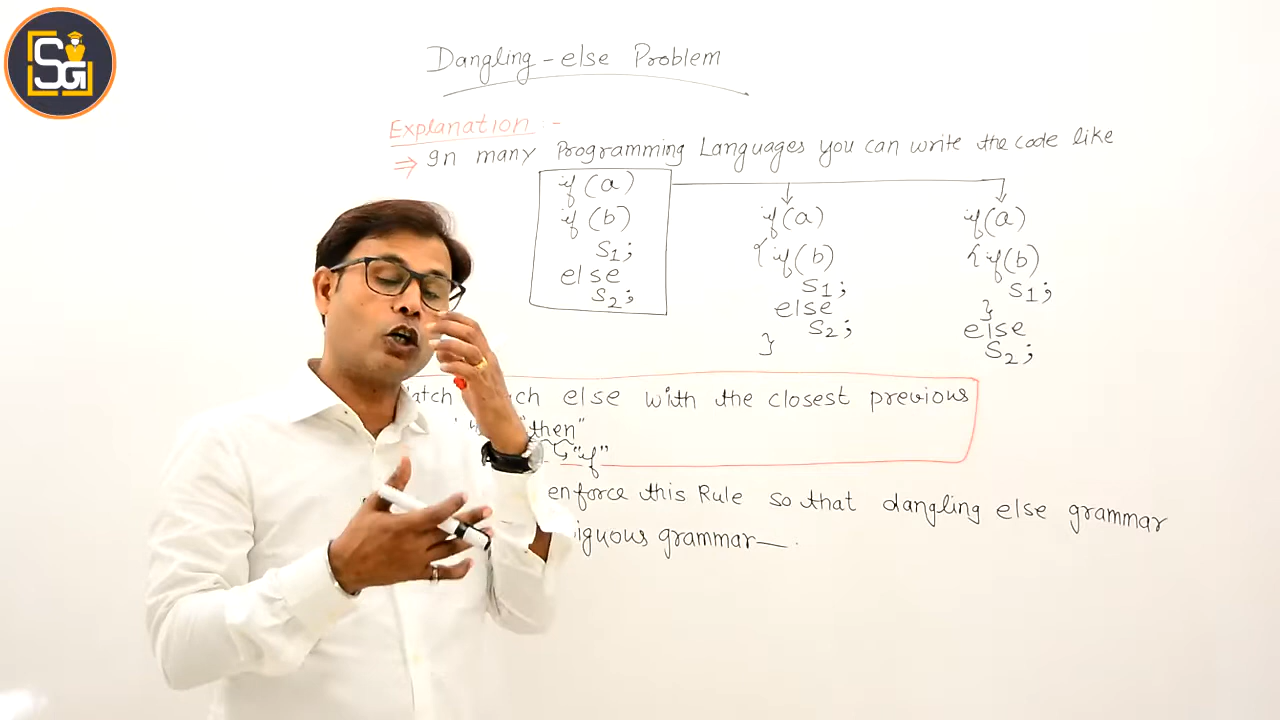 SG
Dangling-else Problem
Explanation :-
⇒ In many Programming Languages you can write the code like
if (a)
if (b)
S1;
else
S2;
if(a)
{if(b)
S1;
else
S2;
}
if(a)
{if(b)
S1;
}
else
S2;
else with the closest previous
"then"
"if"
enforce this Rule so that dangling else grammar
grammar—.